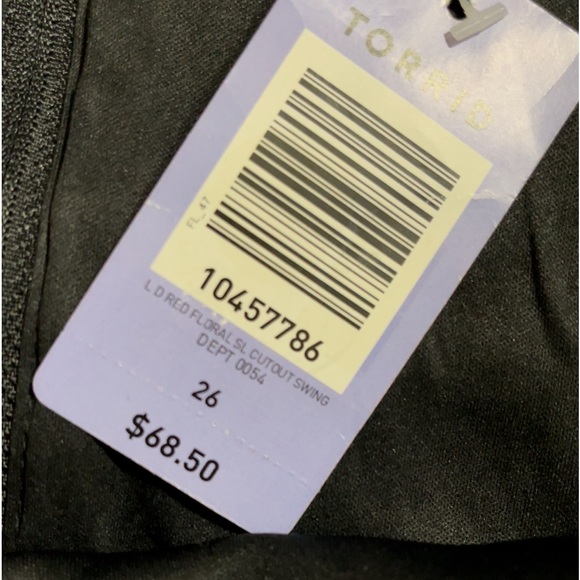 TORRID
FL_47
10457786
L D RED FLORAL SL CUTOUT SWING
DEPT 0054
26
$68.50